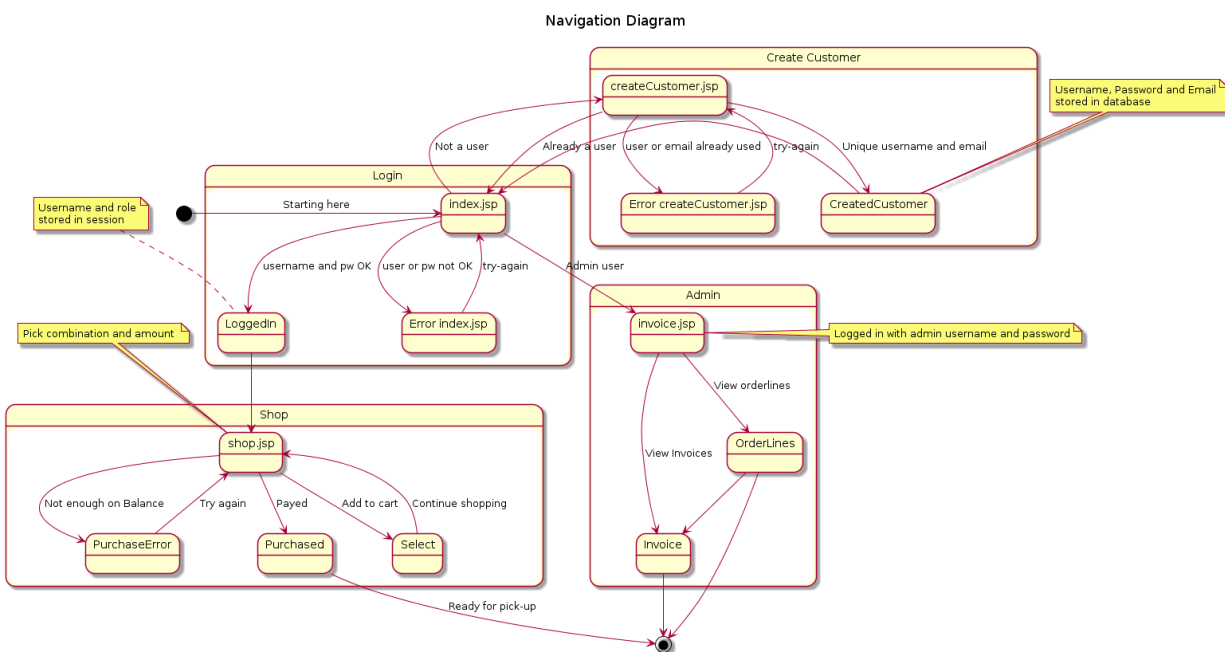 Navigation Diagram
Create Customer
createCustomer.jsp
Username, Password and Email
stored in database
Not a user
Already a user
user or email already used
try-again
Unique username and email
Login
Username and role
stored in session
Starting here
index.jsp
Error createCustomer.jsp
CreatedCustomer
username and pw OK
user or pw not OK
try-again
Admin user
Admin
LoggedIn
Error index.jsp
invoice.jsp
Pick combination and amount
Logged in with admin username and password
View orderlines
Shop
shop.jsp
OrderLines
View Invoices
Not enough on Balance
Try again
Payed
Add to cart
Continue shopping
PurchaseError
Purchased
Select
Invoice
Ready for pick-up